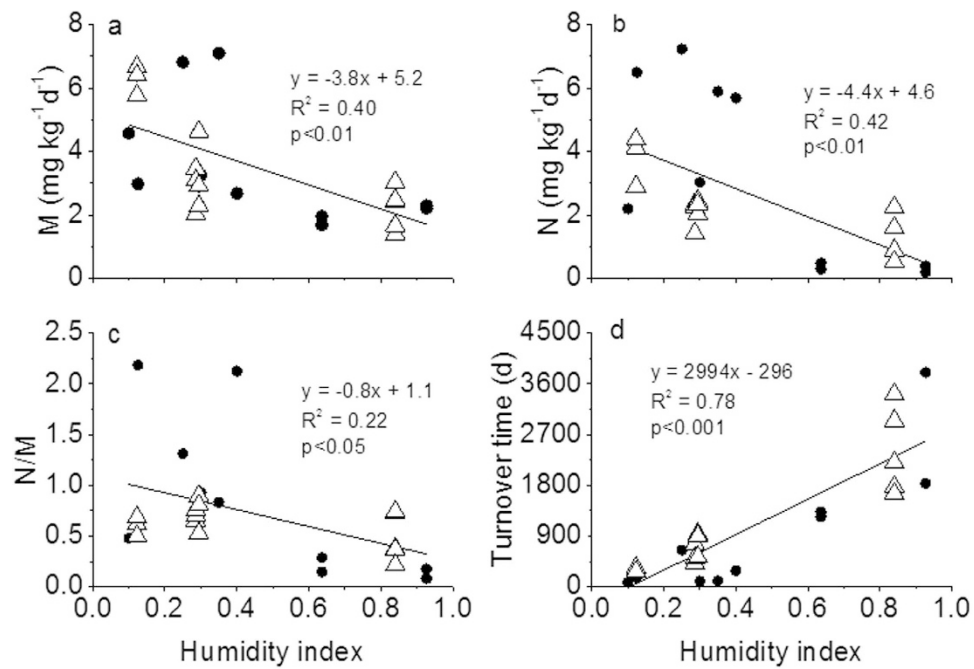 a
M (mg kg⁻¹d⁻¹)
8
6
4
2
0
y = -3.8x + 5.2
R² = 0.40
p<0.01
b
N (mg kg⁻¹d⁻¹)
8
6
4
2
0
y = -4.4x + 4.6
R² = 0.42
p<0.01
c
N/M
2.5
2.0
1.5
1.0
0.5
0.0
y = -0.8x + 1.1
R² = 0.22
p<0.05
0.0 0.2 0.4 0.6 0.8 1.0
Humidity index
d
Turnover time (d)
4500
3600
2700
1800
900
0
y = 2994x - 296
R² = 0.78
p<0.001
0.0 0.2 0.4 0.6 0.8 1.0
Humidity index